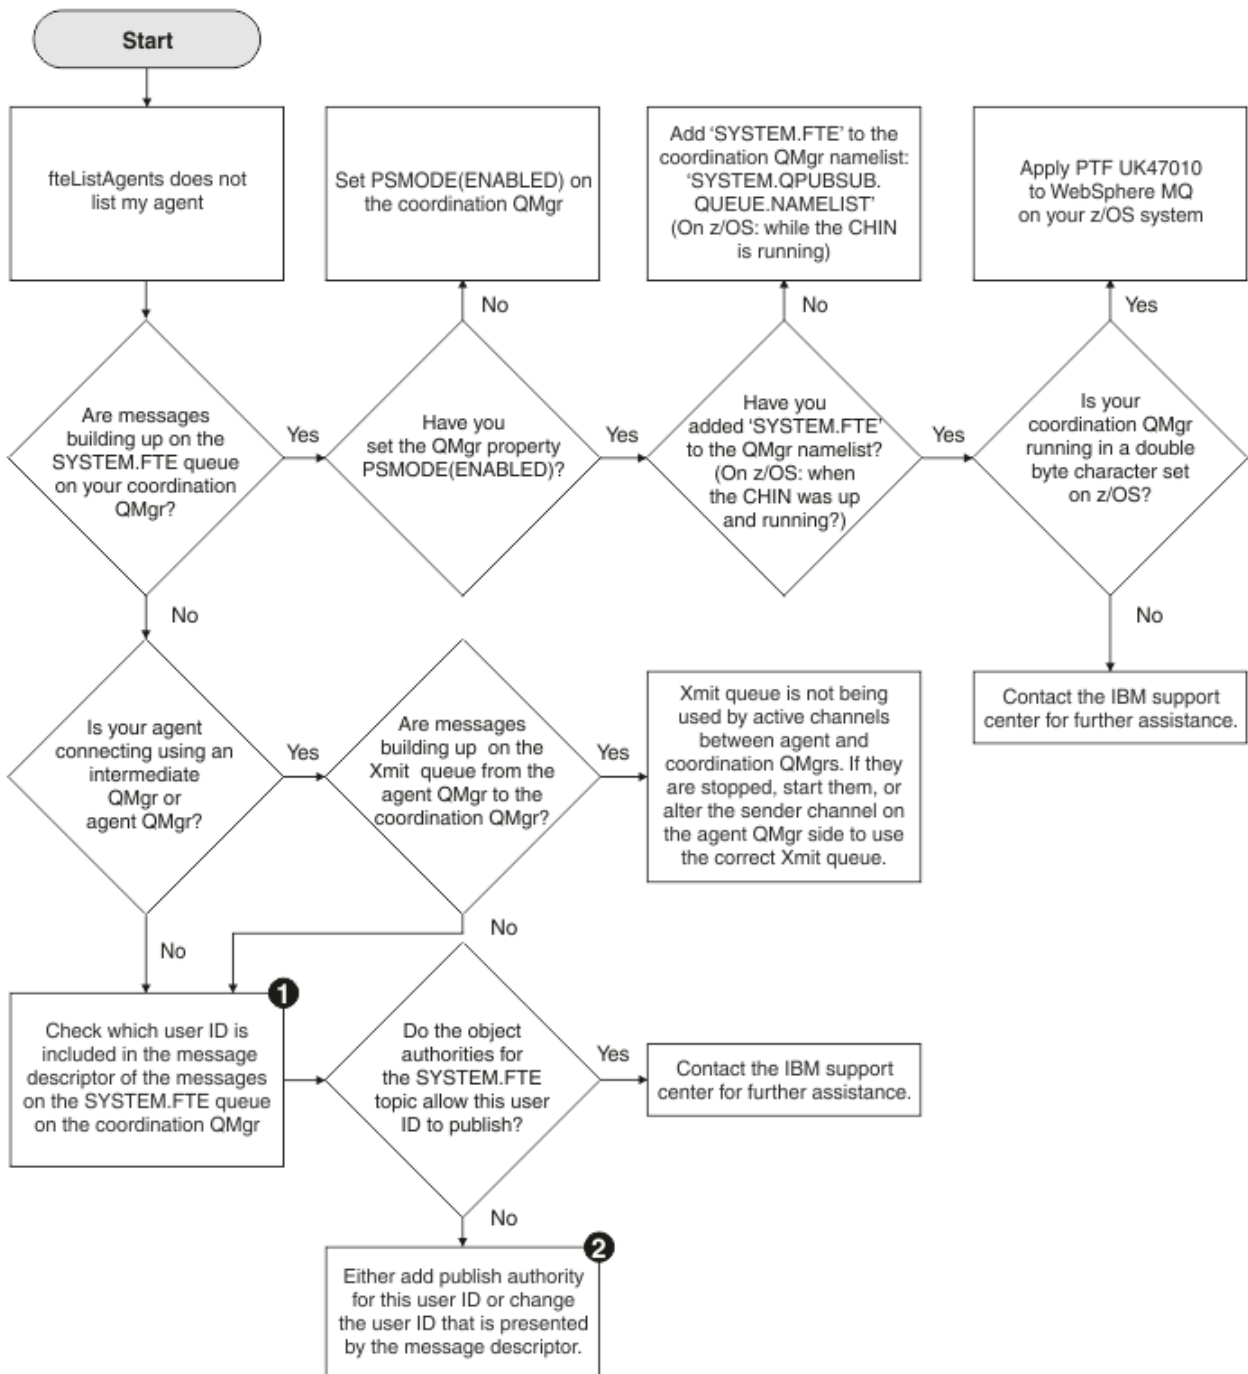 Start
fteListAgents does not
list my agent
Set PSMODE(ENABLED) on
the coordination QMgr
Add ‘SYSTEM.FTE’ to the
coordination QMgr namelist:
‘SYSTEM.QPUBSUB.
QUEUE.NAMELIST’
(On z/OS: while the CHIN
is running)
Apply PTF UK47010
to WebSphere MQ
on your z/OS system
No
No
Yes
Are messages
building up on the
SYSTEM.FTE queue
on your coordination
QMgr?
Yes
Have you
set the QMgr property
PSMODE(ENABLED)?
Yes
Have you
added ‘SYSTEM.FTE’
to the QMgr namelist?
(On z/OS: when
the CHIN was up
and running?)
Yes
Is your
coordination QMgr
running in a double
byte character set
on z/OS?
No
No
Is your agent
connecting using an
intermediate
QMgr or
agent QMgr?
Yes
Are messages
building up on the
Xmit queue from the
agent QMgr to the
coordination QMgr?
Yes
Xmit queue is not being
used by active channels
between agent and
coordination QMgrs. If they
are stopped, start them, or
alter the sender channel on
the agent QMgr side to use
the correct Xmit queue.
Contact the IBM support
center for further assistance.
No
No
1
Check which user ID is
included in the message
descriptor of the messages
on the SYSTEM.FTE queue
on the coordination QMgr
Do the object
authorities for
the SYSTEM.FTE
topic allow this user
ID to publish?
Yes
Contact the IBM support
center for further assistance.
No
2
Either add publish authority
for this user ID or change
the user ID that is presented
by the message descriptor.